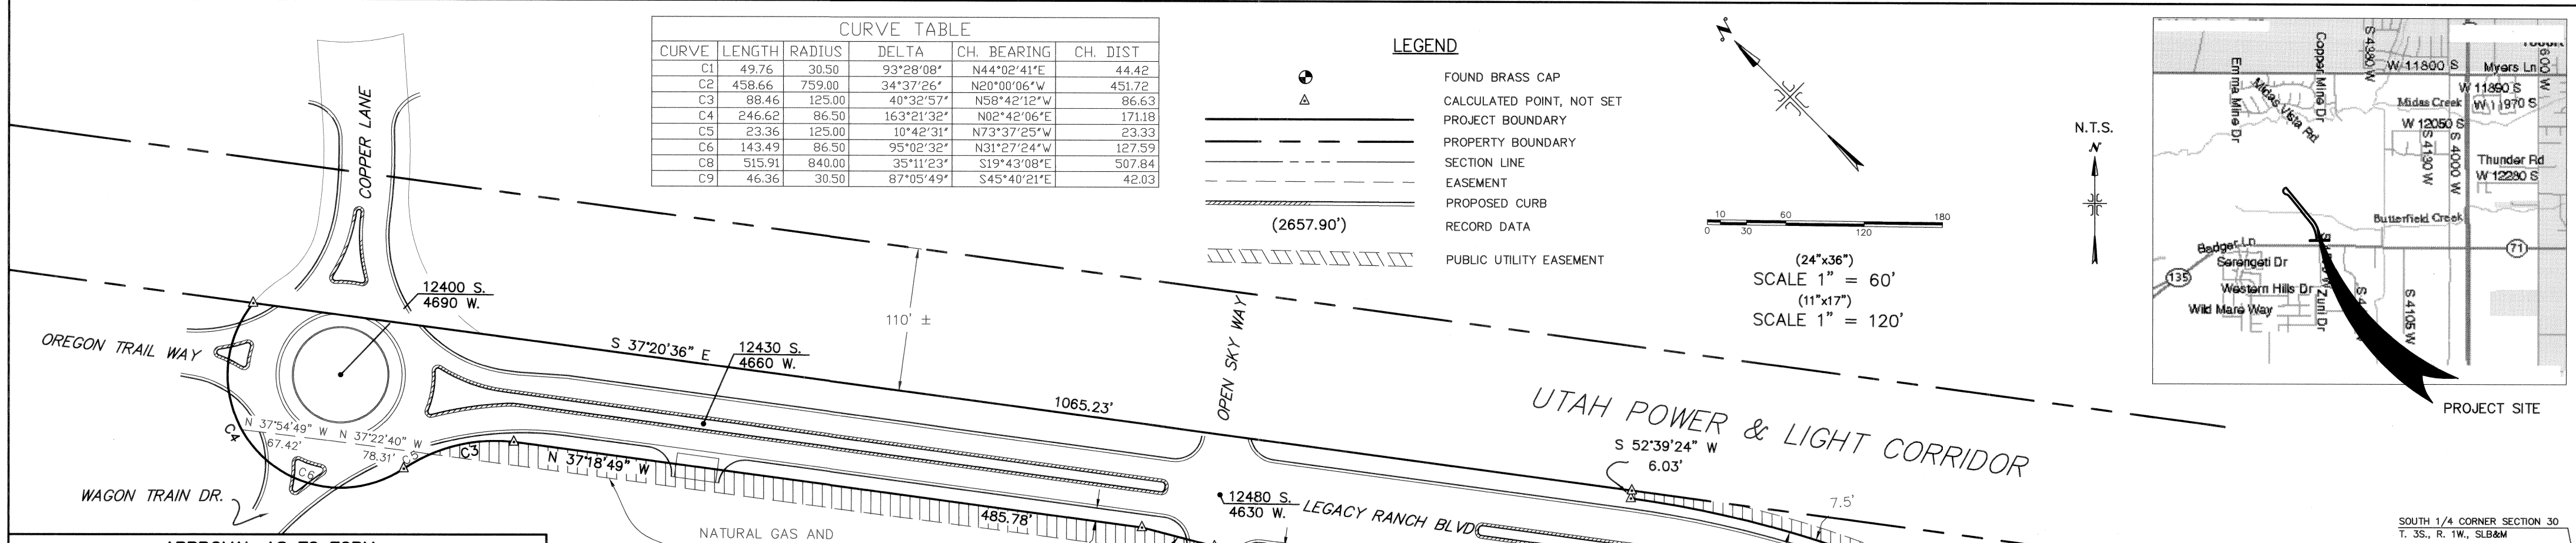 CURVE TABLE
CURVE LENGTH RADIUS DELTA CH. BEARING CH. DIST
C1 49.76 30.50 93°28'08" N44°02'41"E 44.42
C2 458.66 759.00 34°37'26" N20°00'06"W 451.72
C3 88.46 125.00 40°32'57" N58°42'12"W 86.63
C4 246.62 86.50 163°21'32" N02°42'06"E 171.18
C5 23.36 125.00 10°42'31" N73°37'25"W 23.33
C6 143.49 86.50 95°02'32" N31°27'24"W 127.59
C8 515.91 840.00 35°11'23" S19°43'08"E 507.84
C9 46.36 30.50 87°05'49" S45°40'21"E 42.03
LEGEND
FOUND BRASS CAP
CALCULATED POINT, NOT SET
PROJECT BOUNDARY
PROPERTY BOUNDARY
SECTION LINE
EASEMENT
PROPOSED CURB
(2657.90') RECORD DATA
PUBLIC UTILITY EASEMENT
N
10 60 180
0 30 120
(24"x36")
SCALE 1" = 60'
(11"x17")
SCALE 1" = 120'
N.T.S.
N
Emma Mine Dr
Copper Mine Dr
Midas Vista Rd
S 4380 W
W 11800 S
Myers Ln
W 11890 S
Midas Creek
W 11970 S
W 12050 S
S 4130 W
S 4000 W
Thunder Rd
W 12280 S
Butterfield Creek
71
Badger Ln
135
Serengeti Dr
Western Hills Dr
Wild Mare Way
Zuni Dr
S 4105 W
PROJECT SITE
COPPER LANE
12400 S.
4690 W.
OREGON TRAIL WAY
S 37°20'36" E
12430 S.
4660 W.
110' ±
1065.23'
OPEN SKY WAY
UTAH POWER & LIGHT CORRIDOR
S 52°39'24" W
6.03'
7.5'
C4
N 37°54'49" W
67.42'
N 37°22'40" W
78.31'
C5
C3
C6
N 37°18'49" W
WAGON TRAIN DR.
485.78'
12480 S.
4630 W.
LEGACY RANCH BLVD
NATURAL GAS AND
SOUTH 1/4 CORNER SECTION 30
T. 3S., R. 1W., SLB&M
APPROVAL AS TO FORM